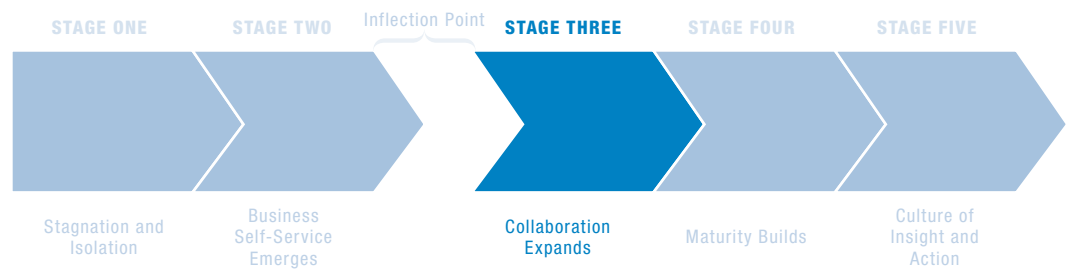 STAGE ONE
STAGE TWO
Inflection Point
STAGE THREE
STAGE FOUR
STAGE FIVE
Stagnation and
Isolation
Business
Self-Service
Emerges
Collaboration
Expands
Maturity Builds
Culture of
Insight and
Action